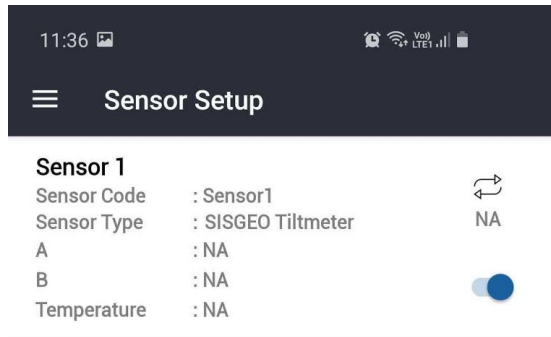 11:36
Vo))
LTE1
Sensor Setup
Sensor 1
Sensor Code : Sensor1
Sensor Type : SISGEO Tiltmeter
NA
A : NA
B : NA
Temperature : NA